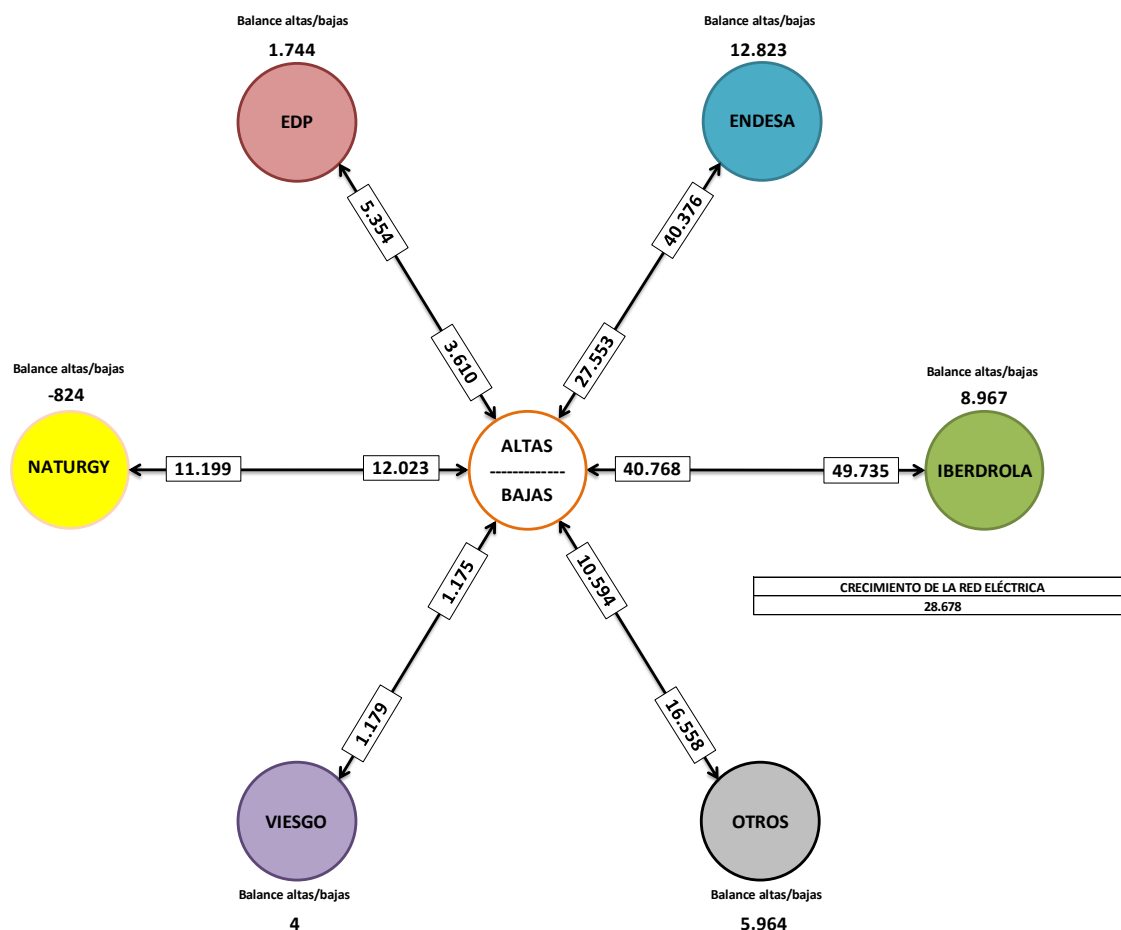 Balance altas/bajas
1.744
EDP
Balance altas/bajas
12.823
ENDESA
5.354
40.376
3.610
27.553
Balance altas/bajas
-824
NATURGY
11.199
12.023
ALTAS
--------------
BAJAS
40.768
49.735
Balance altas/bajas
8.967
IBERDROLA
1.175
10.594
CRECIMIENTO DE LA RED ELÉCTRICA
28.678
1.179
16.558
VIESGO
Balance altas/bajas
4
OTROS
Balance altas/bajas
5.964